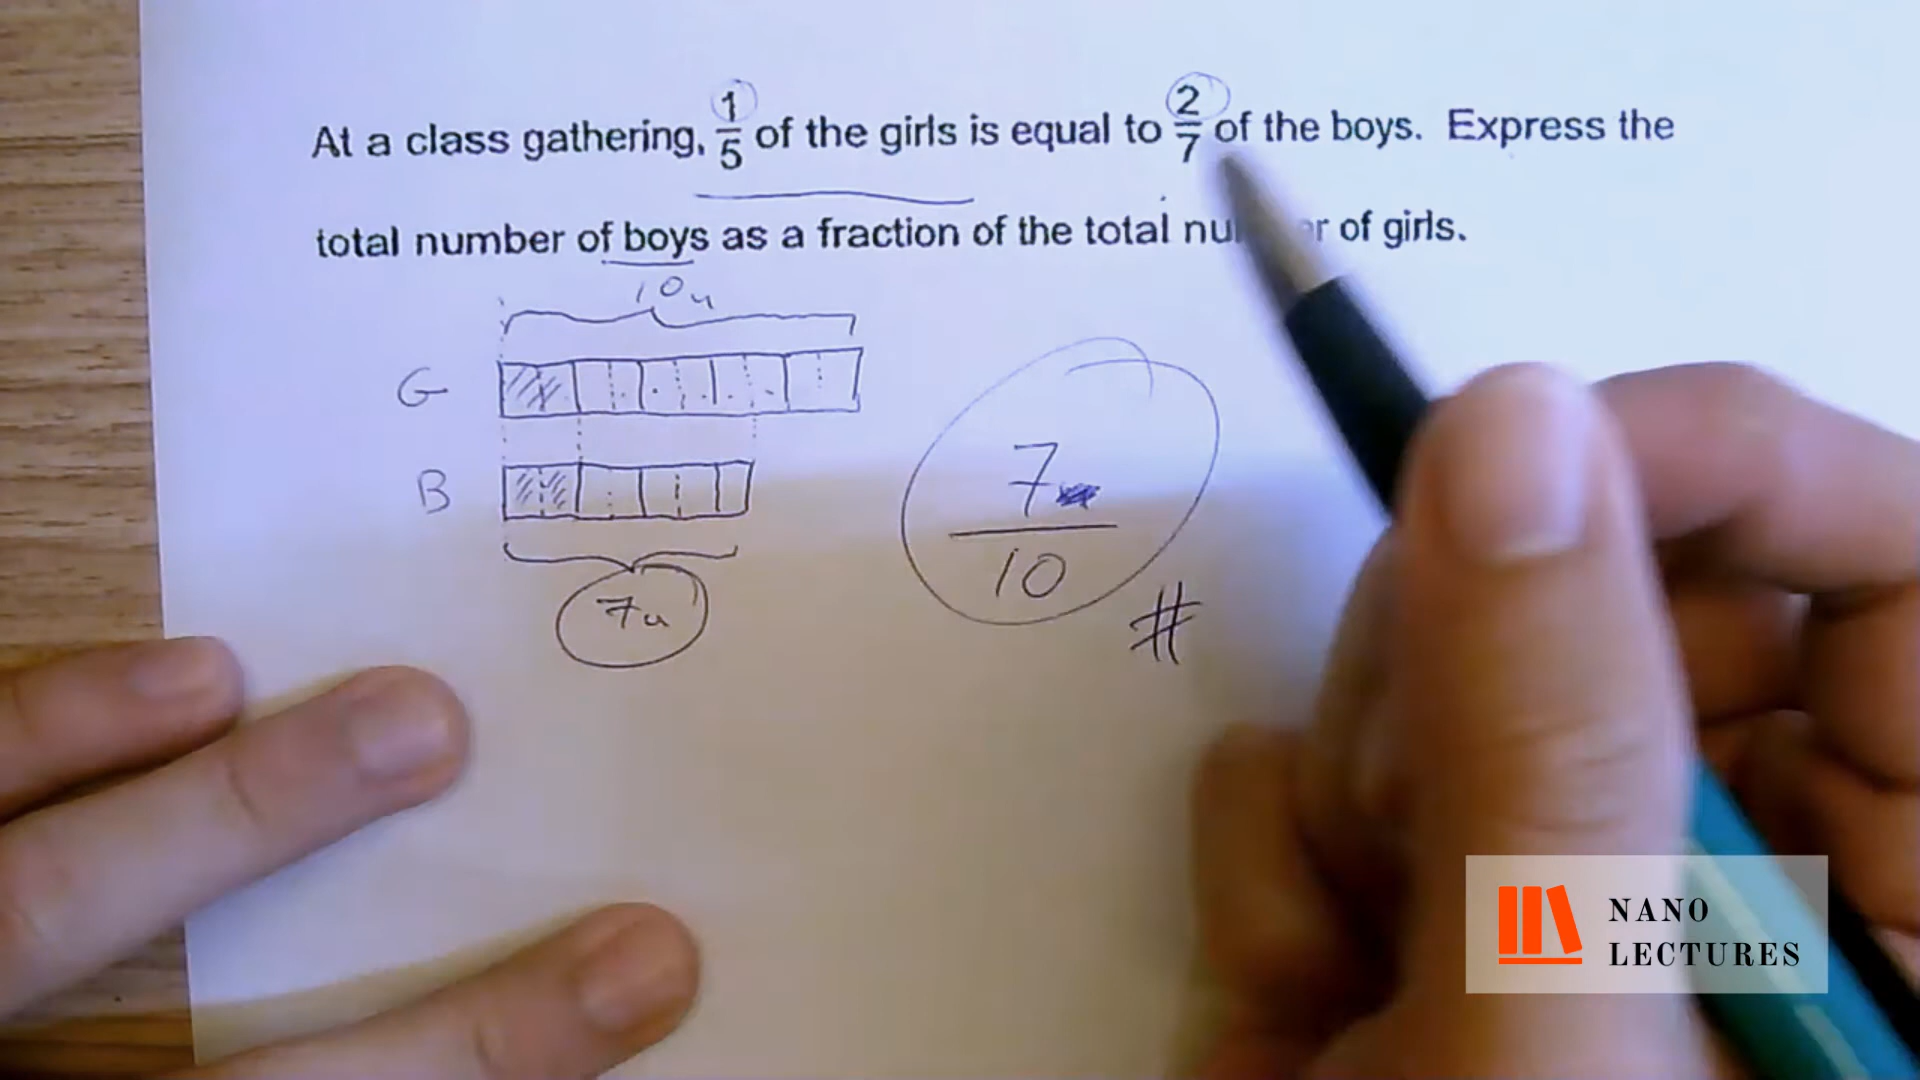 At a class gathering, 1/5 of the girls is equal to 2/7 of the boys. Express the
total number of boys as a fraction of the total of girls.
10u
G
B
7u
7
10
#
NANO
LECTURES